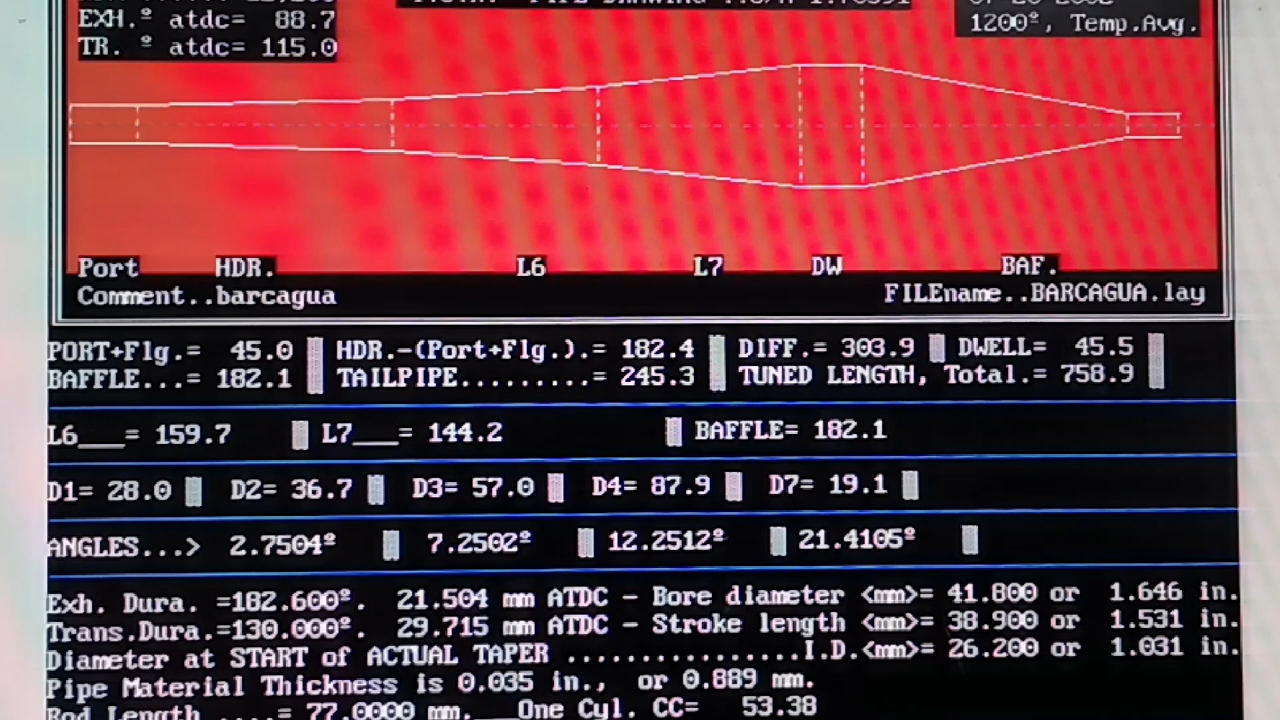 EXH.º atdc= 88.7
1200º, Temp.Avg.
TR. º atdc= 115.0
Port HDR. L6 L7 DW BAF.
Comment..barcagua FILEname..BARCAGUA.lay
PORT+Flg.= 45.0 HDR.-(Port+Flg.).= 182.4 DIFF.= 303.9 DWELL= 45.5
BAFFLE...= 182.1 TAILPIPE.........= 245.3 TUNED LENGTH, Total.= 758.9
L6___= 159.7 L7___= 144.2 BAFFLE= 182.1
D1= 28.0 D2= 36.7 D3= 57.0 D4= 87.9 D7= 19.1
ANGLES...> 2.7504º 7.2502º 12.2512º 21.4105º
Exh. Dura. =182.600º. 21.504 mm ATDC - Bore diameter <mm>= 41.800 or 1.646 in.
Trans.Dura.=130.000º. 29.715 mm ATDC - Stroke length <mm>= 38.900 or 1.531 in.
Diameter at START of ACTUAL TAPER ................I.D.<mm>= 26.200 or 1.031 in.
Pipe Material Thickness is 0.035 in., or 0.889 mm.
Rod Length ....= 77.0000 mm.___One Cyl. CC= 53.38